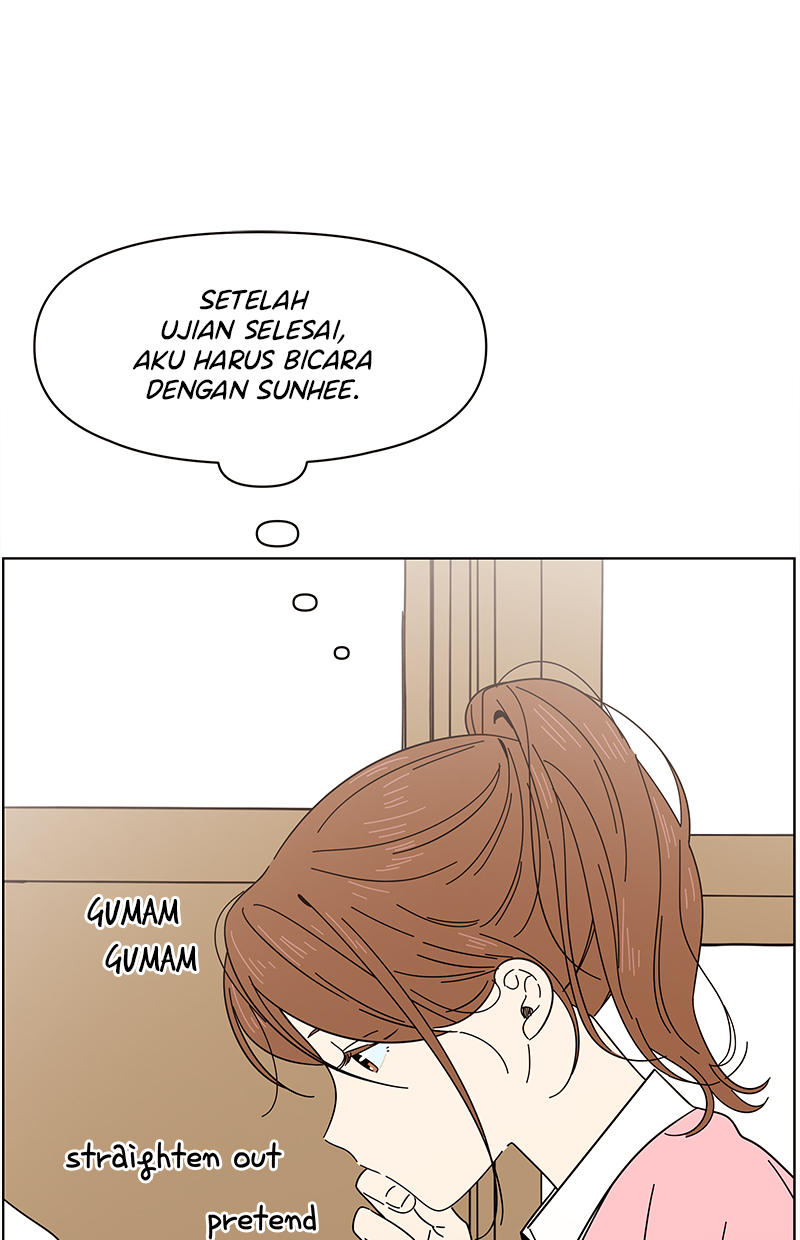 SETELAH
UJIAN SELESAI,
AKU HARUS BICARA
DENGAN SUNHEE.
GUMAM
GUMAM
straighten out
pretend